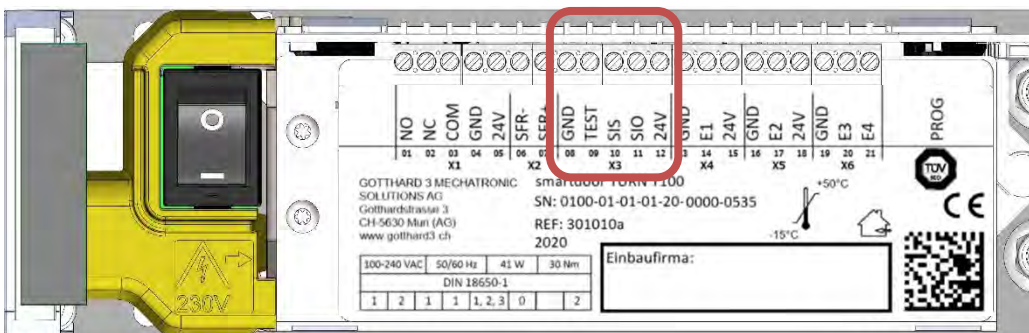 NO NC COM GND 24V SFR- SFR+ GND TEST SIS SIO 24V GND E1 24V GND E2 24V GND E3 E4 PROG
01 02 03 04 05 06 07 08 09 10 11 12 13 14 15 16 17 18 19 20 21
X1 X2 X3 X4 X5 X6
GOTTHARD 3 MECHATRONIC
SOLUTIONS AG
Gotthardstrasse 3
CH-5630 Muri (AG)
www.gotthard3.ch
smartdoor TURN T100
SN: 0100-01-01-01-20-0000-0535
REF: 301010a
2020
+50°C
-15°C
TÜV
CE
100-240 VAC 50/60 Hz 41 W 30 Nm
DIN 18650-1
1 2 1 1 1, 2, 3 0 2
Einbaufirma:
230V